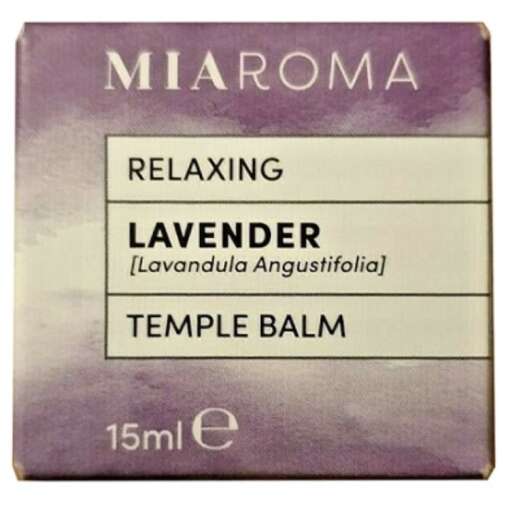 MIAROMA
RELAXING
LAVENDER
[Lavandula Angustifolia]
TEMPLE BALM
15ml ℮